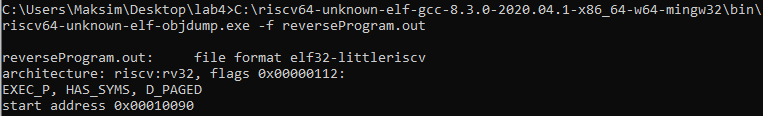 C:\Users\Maksim\Desktop\lab4>C:\riscv64-unknown-elf-gcc-8.3.0-2020.04.1-x86_64-w64-mingw32\bin\
riscv64-unknown-elf-objdump.exe -f reverseProgram.out
reverseProgram.out:     file format elf32-littleriscv
architecture: riscv:rv32, flags 0x00000112:
EXEC_P, HAS_SYMS, D_PAGED
start address 0x00010090